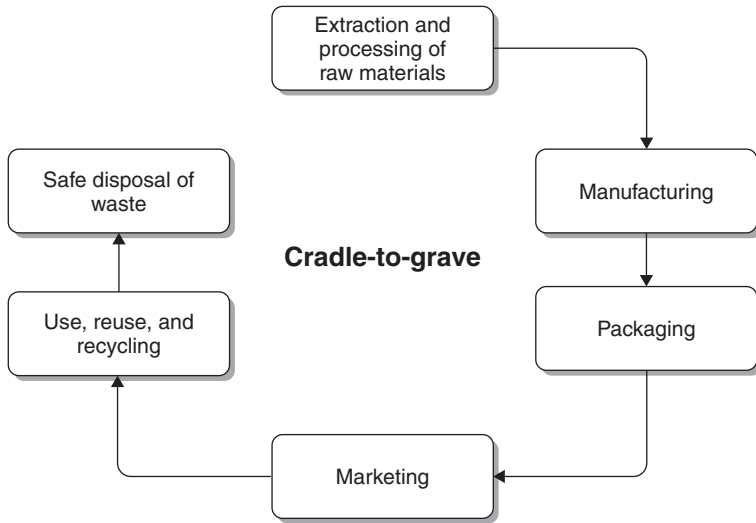 Extraction and
processing of
raw materials
Manufacturing
Packaging
Marketing
Use, reuse, and
recycling
Safe disposal of
waste
Cradle-to-grave